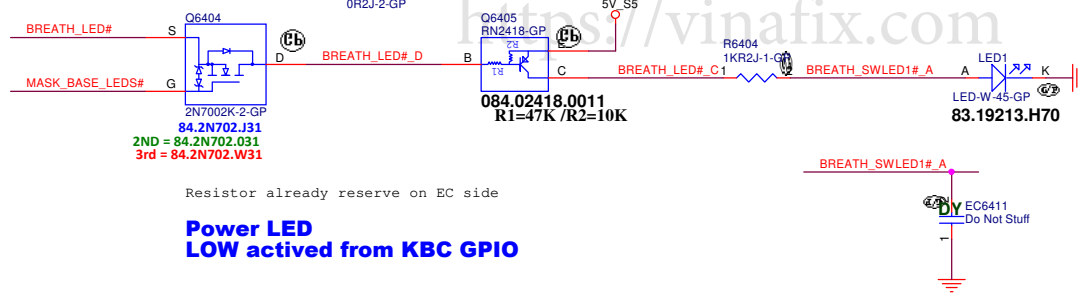 0R2J-2-GP
5V_S5
https://vinafix.com
Q6404
BREATH_LED#
S
D
BREATH_LED#_D
MASK_BASE_LEDS#
G
2N7002K-2-GP
84.2N702.J31
2ND = 84.2N702.031
3rd = 84.2N702.W31
Q6405
RN2418-GP
R2
R1
B
E
C
BREATH_LED#_C
084.02418.0011
R1=47K /R2=10K
R6404
1KR2J-1-GP
1
2
BREATH_SWLED1#_A
LED1
A
K
LED-W-45-GP
83.19213.H70
BREATH_SWLED1#_A
DY
EC6411
Do Not Stuff
1
Resistor already reserve on EC side
Power LED
LOW actived from KBC GPIO